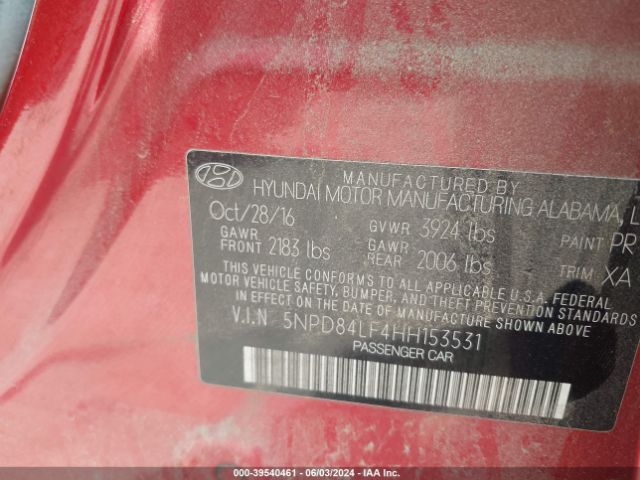 MANUFACTURED BY
HYUNDAI MOTOR MANUFACTURING ALABAMA, L
Oct/28/16 GVWR 3924 lbs PAINT PR
GAWR FRONT 2183 lbs GAWR REAR 2006 lbs TRIM XA
THIS VEHICLE CONFORMS TO ALL APPLICABLE FEDERAL
MOTOR VEHICLE SAFETY, BUMPER, AND THEFT PREVENTION STANDARDS
IN EFFECT ON THE DATE OF MANUFACTURE SHOWN ABOVE.
V.I.N 5NPD84LF4HH153531
PASSENGER CAR
000-39540461 - 06/03/2024 - IAA Inc.